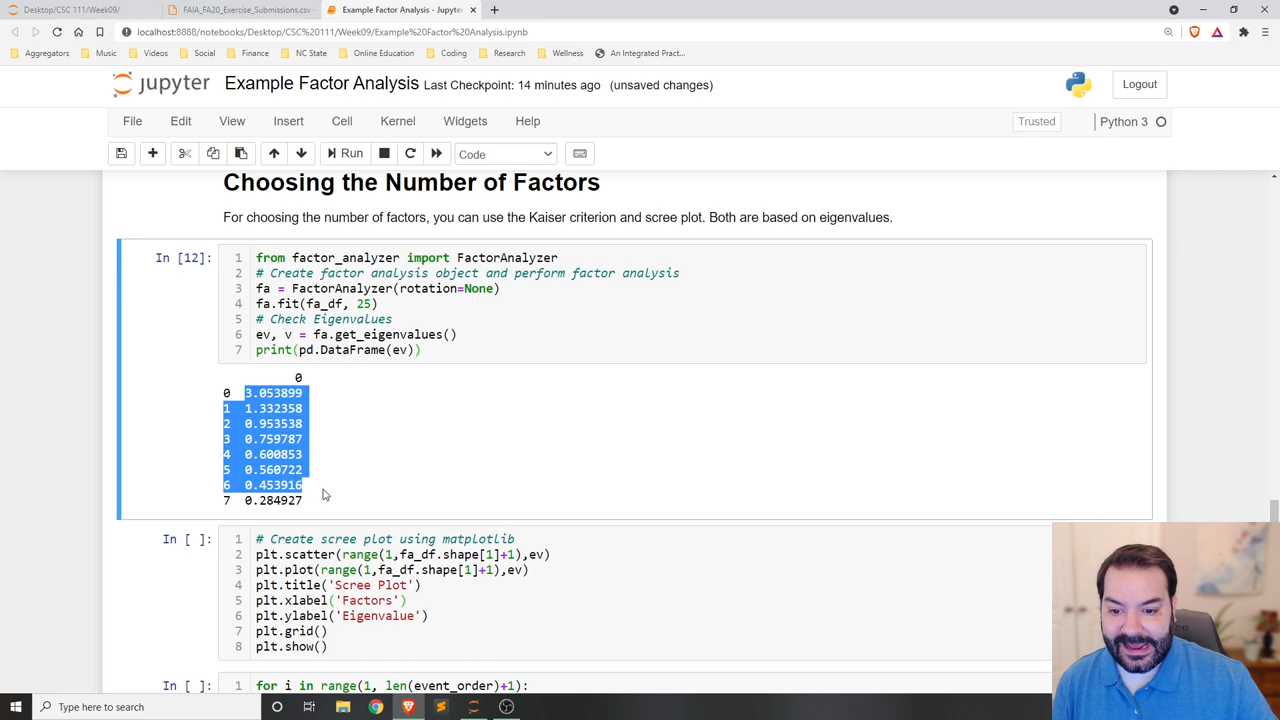 Desktop/CSC 111/Week09/
FAIA_FA20_Exercise_Submissions.csv
Example Factor Analysis - Jupyter
localhost:8888/notebooks/Desktop/CSC%20111/Week09/Example%20Factor%20Analysis.ipynb
Aggregators Music Videos Social Finance NC State Online Education Coding Research Wellness An Integrated Pract...
jupyter Example Factor Analysis Last Checkpoint: 14 minutes ago (unsaved changes) Logout
File Edit View Insert Cell Kernel Widgets Help Trusted Python 3
Run Code
Choosing the Number of Factors
For choosing the number of factors, you can use the Kaiser criterion and scree plot. Both are based on eigenvalues.
In [12]: 1 from factor_analyzer import FactorAnalyzer
2 # Create factor analysis object and perform factor analysis
3 fa = FactorAnalyzer(rotation=None)
4 fa.fit(fa_df, 25)
5 # Check Eigenvalues
6 ev, v = fa.get_eigenvalues()
7 print(pd.DataFrame(ev))
0
0 3.053899
1 1.332358
2 0.953538
3 0.759787
4 0.600853
5 0.560722
6 0.453916
7 0.284927
In [ ]: 1 # Create scree plot using matplotlib
2 plt.scatter(range(1,fa_df.shape[1]+1),ev)
3 plt.plot(range(1,fa_df.shape[1]+1),ev)
4 plt.title('Scree Plot')
5 plt.xlabel('Factors')
6 plt.ylabel('Eigenvalue')
7 plt.grid()
8 plt.show()
In [ ]: 1 for i in range(1, len(event_order)+1):
Type here to search